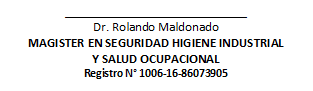 Dr. Rolando Maldonado
MAGISTER EN SEGURIDAD HIGIENE INDUSTRIAL
Y SALUD OCUPACIONAL
Registro N° 1006-16-86073905